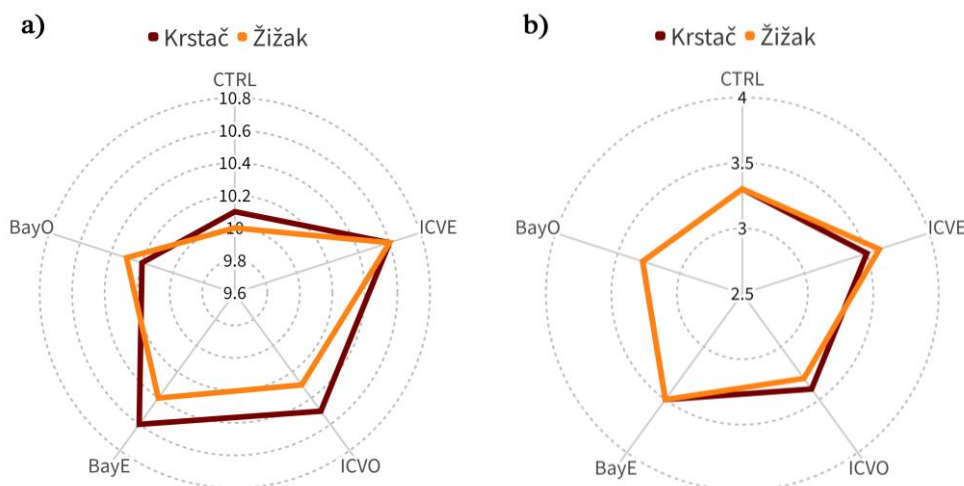 a)
Krstač Žižak
CTRL
10.8
10.6
10.4
10.2
10
9.8
9.6
BayO
ICVE
BayE
ICVO
b)
Krstač Žižak
CTRL
4
3.5
3
2.5
BayO
ICVE
BayE
ICVO